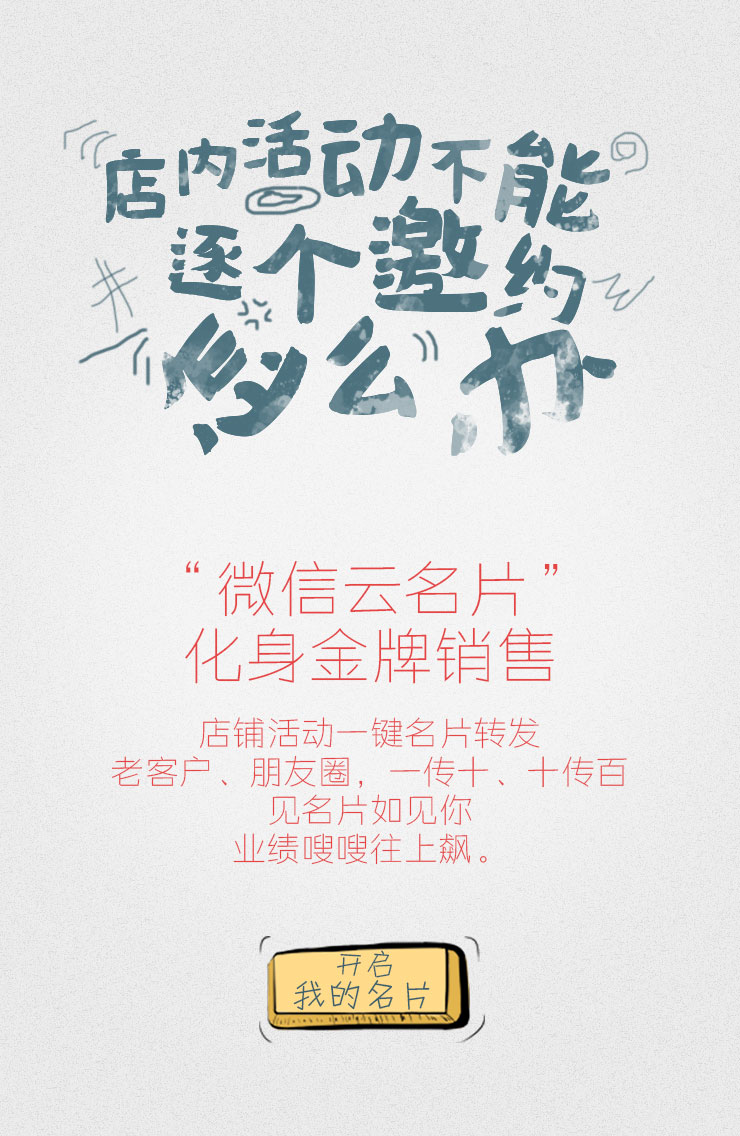 店内活动不能
逐个邀约
怎么办
“微信云名片”
化身金牌销售
店铺活动一键名片转发
老客户、朋友圈，一传十、十传百
见名片如见你
业绩嗖嗖往上飙。
开启
我的名片